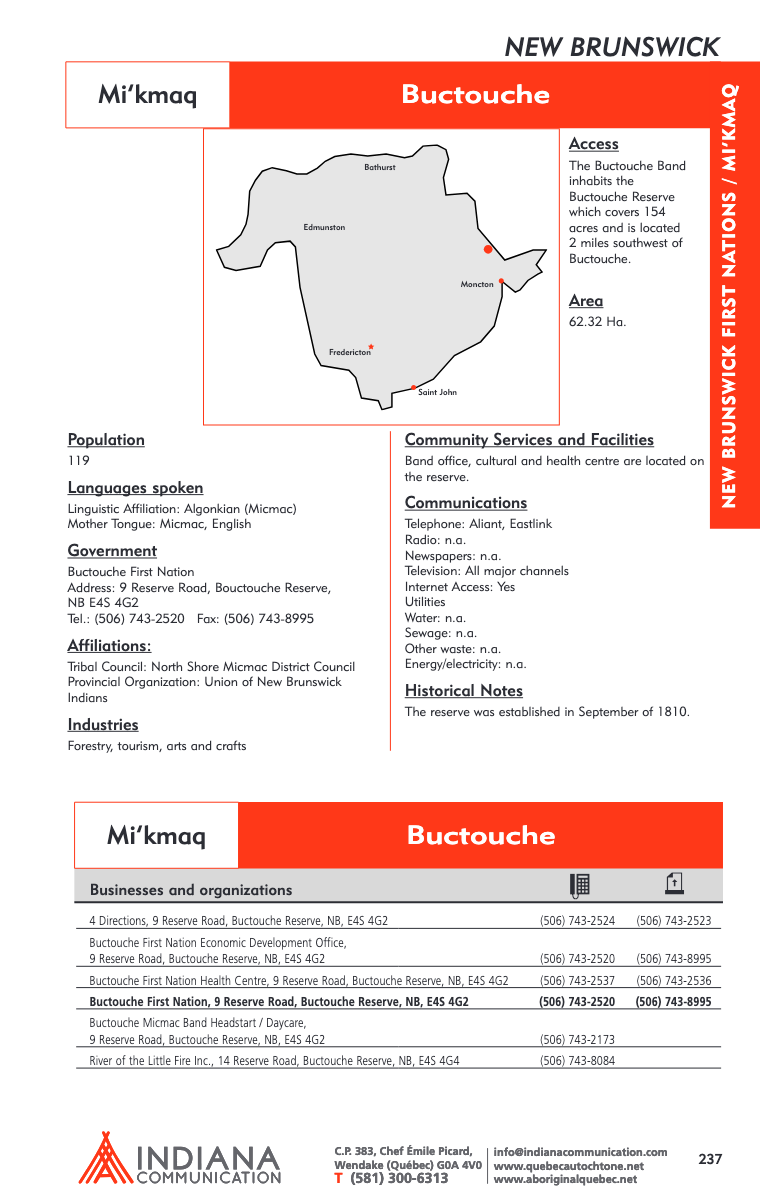 NEW BRUNSWICK
Mi'kmaq
Buctouche
NEW BRUNSWICK FIRST NATIONS / MI'KMAQ
Bathurst
Edmunston
Moncton
Fredericton
Saint John
Access
The Buctouche Band
inhabits the
Buctouche Reserve
which covers 154
acres and is located
2 miles southwest of
Buctouche.
Area
62.32 Ha.
Population
119
Languages spoken
Linguistic Affiliation: Algonkian (Micmac)
Mother Tongue: Micmac, English
Government
Buctouche First Nation
Address: 9 Reserve Road, Bouctouche Reserve,
NB E4S 4G2
Tel.: (506) 743-2520 Fax: (506) 743-8995
Affiliations:
Tribal Council: North Shore Micmac District Council
Provincial Organization: Union of New Brunswick
Indians
Industries
Forestry, tourism, arts and crafts
Community Services and Facilities
Band office, cultural and health centre are located on
the reserve.
Communications
Telephone: Aliant, Eastlink
Radio: n.a.
Newspapers: n.a.
Television: All major channels
Internet Access: Yes
Utilities
Water: n.a.
Sewage: n.a.
Other waste: n.a.
Energy/electricity: n.a.
Historical Notes
The reserve was established in September of 1810.
Mi'kmaq
Buctouche
Businesses and organizations
4 Directions, 9 Reserve Road, Buctouche Reserve, NB, E4S 4G2 (506) 743-2524 (506) 743-2523
Buctouche First Nation Economic Development Office,
9 Reserve Road, Buctouche Reserve, NB, E4S 4G2 (506) 743-2520 (506) 743-8995
Buctouche First Nation Health Centre, 9 Reserve Road, Buctouche Reserve, NB, E4S 4G2 (506) 743-2537 (506) 743-2536
Buctouche First Nation, 9 Reserve Road, Buctouche Reserve, NB, E4S 4G2 (506) 743-2520 (506) 743-8995
Buctouche Micmac Band Headstart / Daycare,
9 Reserve Road, Buctouche Reserve, NB, E4S 4G2 (506) 743-2173
River of the Little Fire Inc., 14 Reserve Road, Buctouche Reserve, NB, E4S 4G4 (506) 743-8084
INDIANA
COMMUNICATION
C.P. 383, Chef Émile Picard,
Wendake (Québec) G0A 4V0
T (581) 300-6313
info@indianacommunication.com
www.quebecautochtone.net
www.aboriginalquebec.net
237